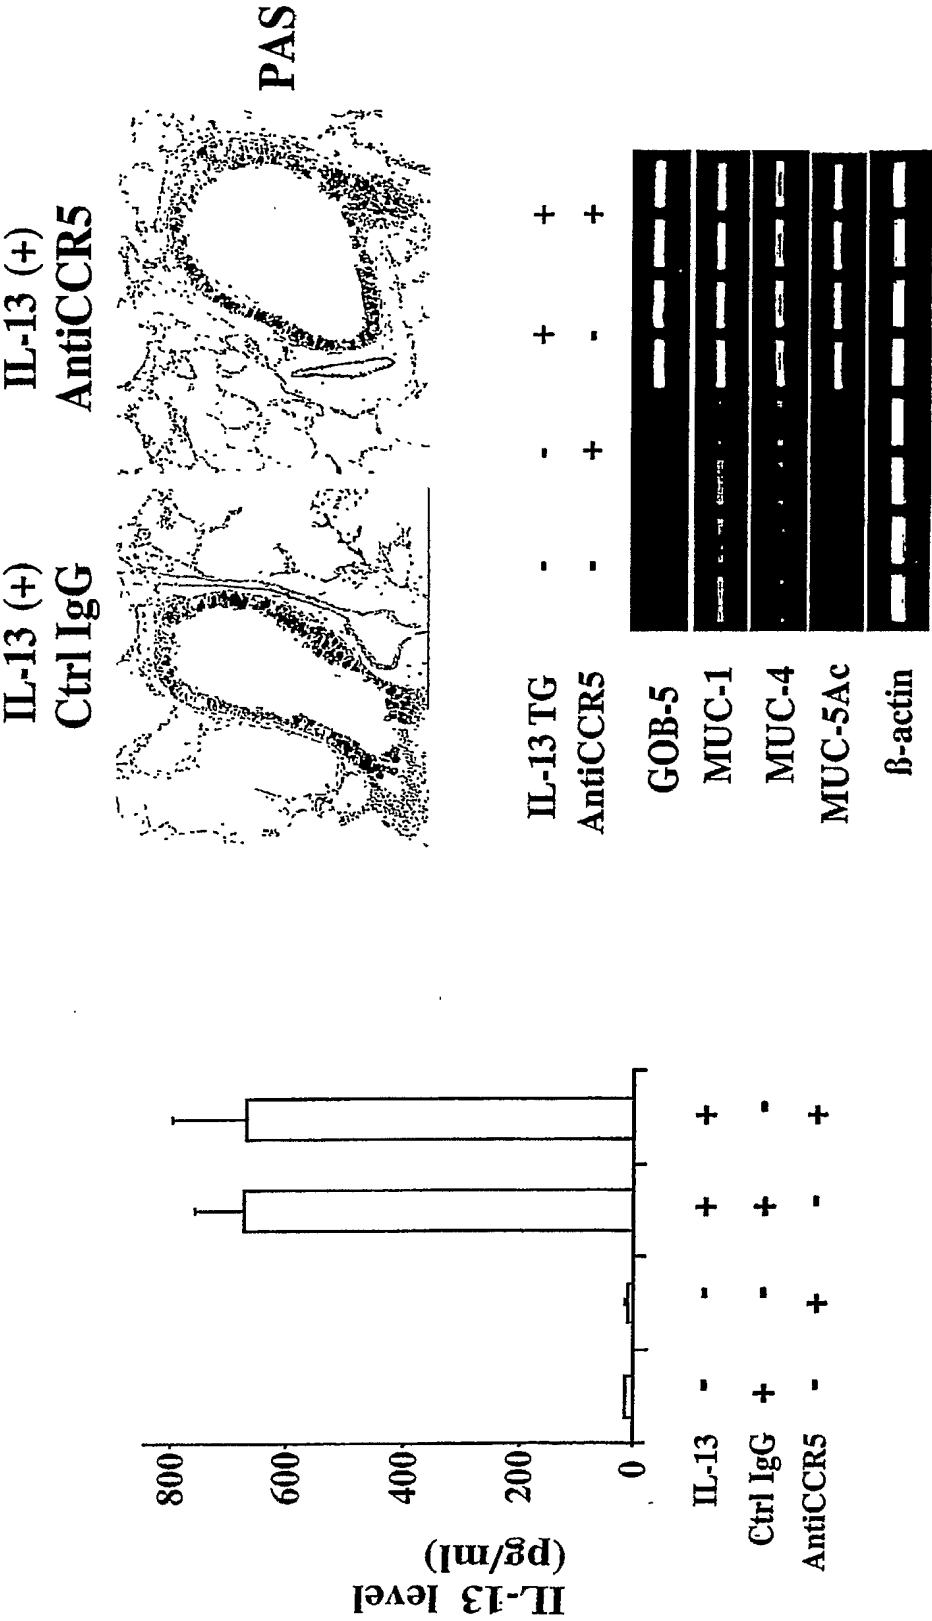 IL-13 (+)
Ctrl IgG
IL-13 (+)
AntiCCR5
PAS
IL-13 TG - - + +
AntiCCR5 - + - +
GOB-5
MUC-1
MUC-4
MUC-5Ac
ß-actin
IL-13 level
(pg/ml)
800
600
400
200
0
IL-13 - - + +
Ctrl IgG + - + -
AntiCCR5 - + - +